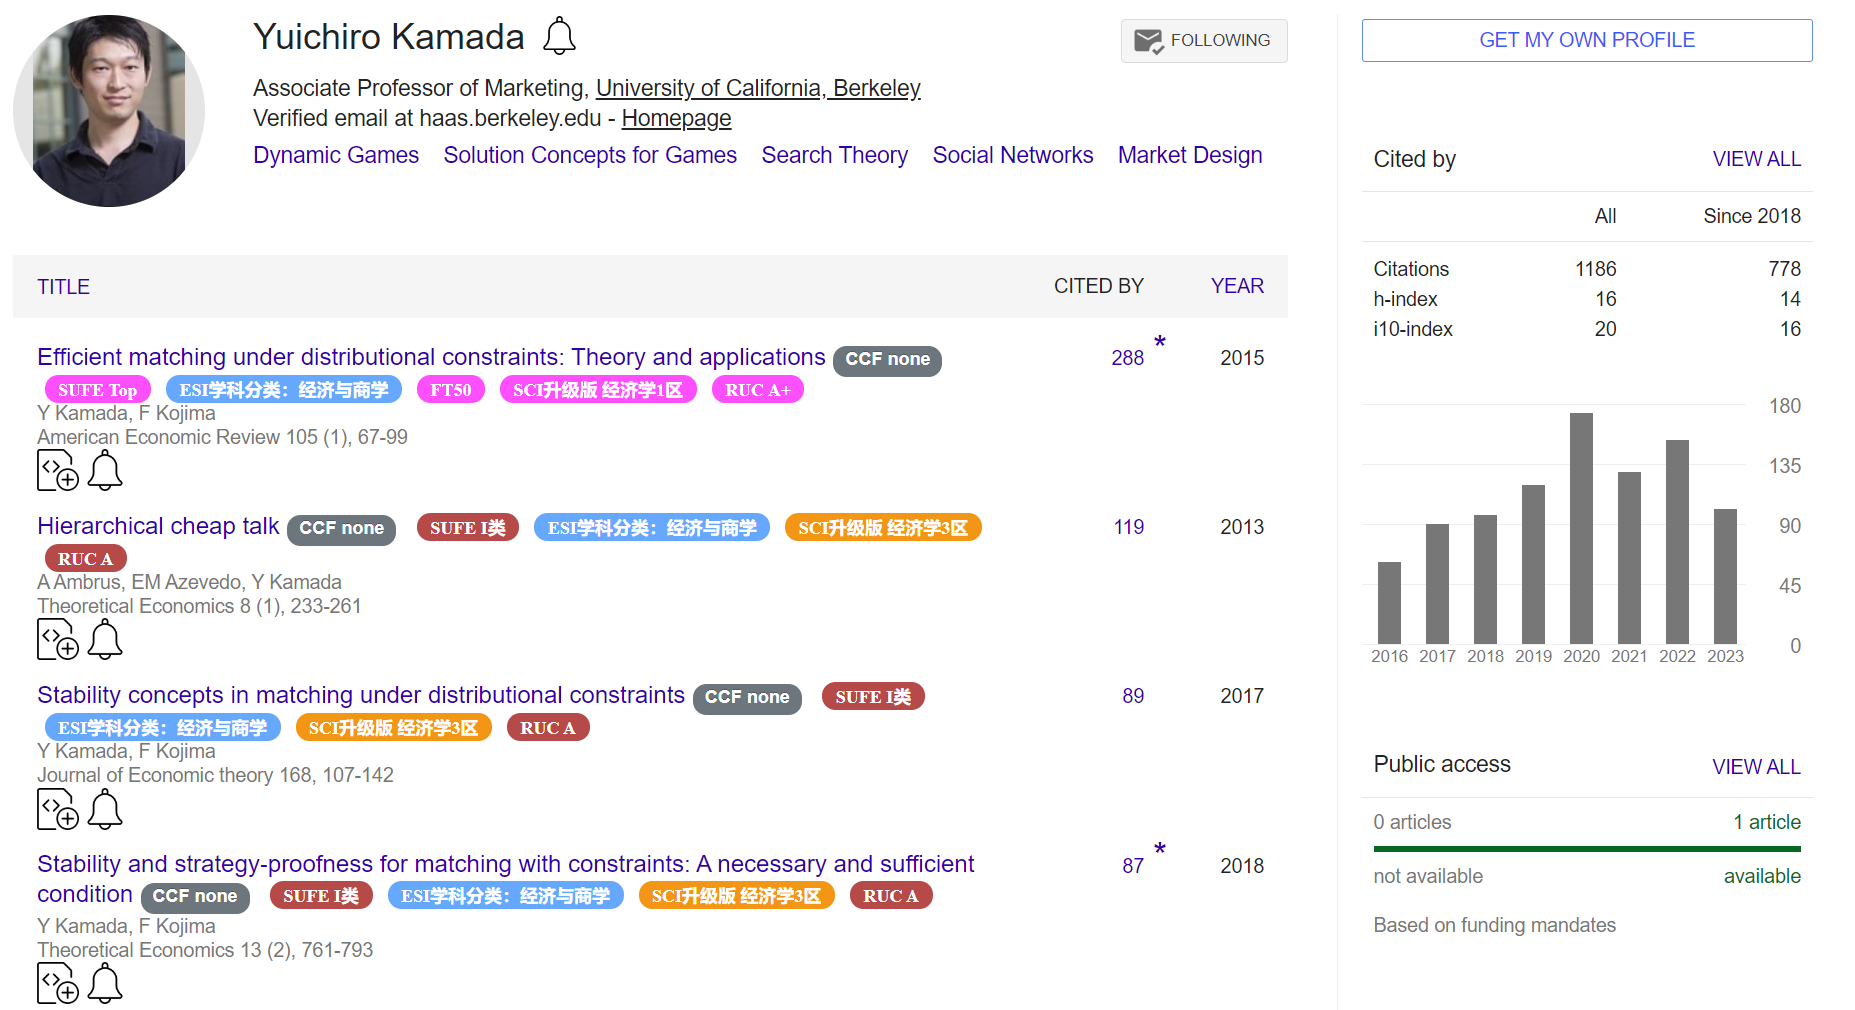 Yuichiro Kamada
FOLLOWING
Associate Professor of Marketing, University of California, Berkeley
Verified email at haas.berkeley.edu - Homepage
Dynamic Games Solution Concepts for Games Search Theory Social Networks Market Design
TITLE CITED BY YEAR
Efficient matching under distributional constraints: Theory and applications CCF none 288 * 2015
SUFE Top ESI学科分类：经济与商学 FT50 SCI升级版 经济学1区 RUC A+
Y Kamada, F Kojima
American Economic Review 105 (1), 67-99
Hierarchical cheap talk CCF none SUFE I类 ESI学科分类：经济与商学 SCI升级版 经济学3区 119 2013
RUC A
A Ambrus, EM Azevedo, Y Kamada
Theoretical Economics 8 (1), 233-261
Stability concepts in matching under distributional constraints CCF none SUFE I类 89 2017
ESI学科分类：经济与商学 SCI升级版 经济学3区 RUC A
Y Kamada, F Kojima
Journal of Economic theory 168, 107-142
Stability and strategy-proofness for matching with constraints: A necessary and sufficient 87 * 2018
condition CCF none SUFE I类 ESI学科分类：经济与商学 SCI升级版 经济学3区 RUC A
Y Kamada, F Kojima
Theoretical Economics 13 (2), 761-793
GET MY OWN PROFILE
Cited by VIEW ALL
All Since 2018
Citations 1186 778
h-index 16 14
i10-index 20 16
180
135
90
45
0
2016 2017 2018 2019 2020 2021 2022 2023
Public access VIEW ALL
0 articles 1 article
not available available
Based on funding mandates